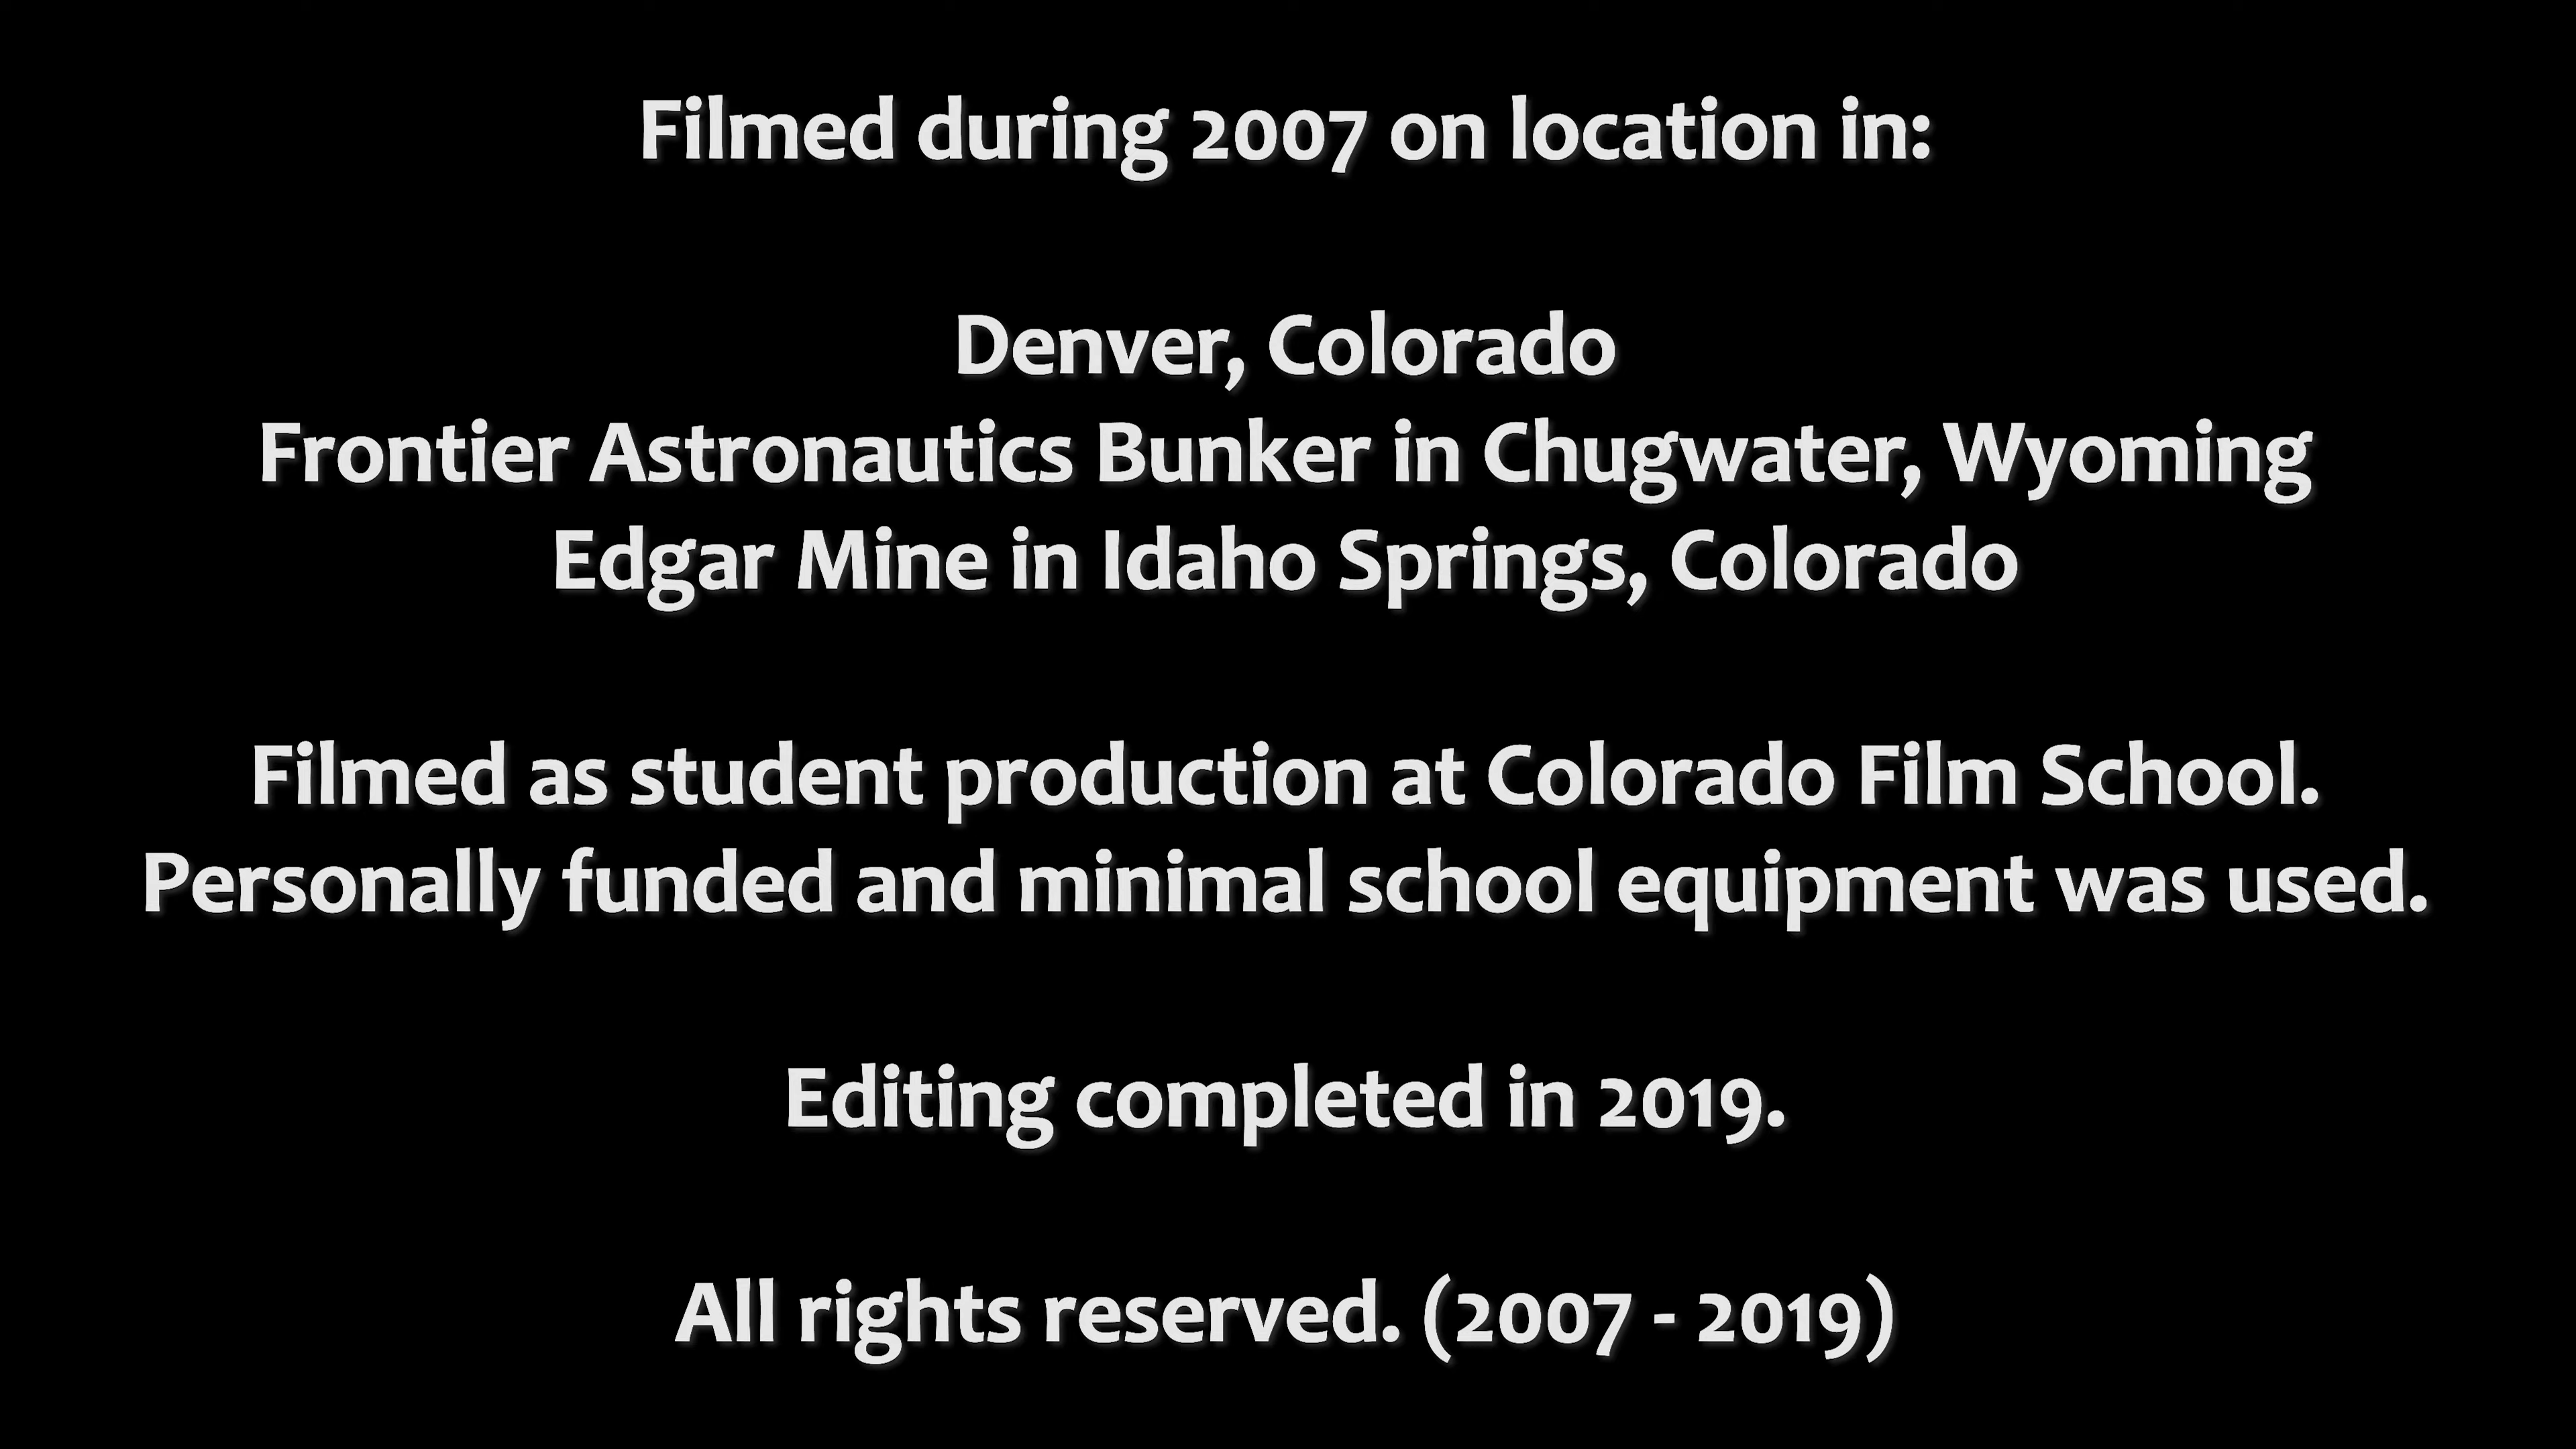 Filmed during 2007 on location in:
Denver, Colorado
Frontier Astronautics Bunker in Chugwater, Wyoming
Edgar Mine in Idaho Springs, Colorado
Filmed as student production at Colorado Film School.
Personally funded and minimal school equipment was used.
Editing completed in 2019.
All rights reserved. (2007 - 2019)